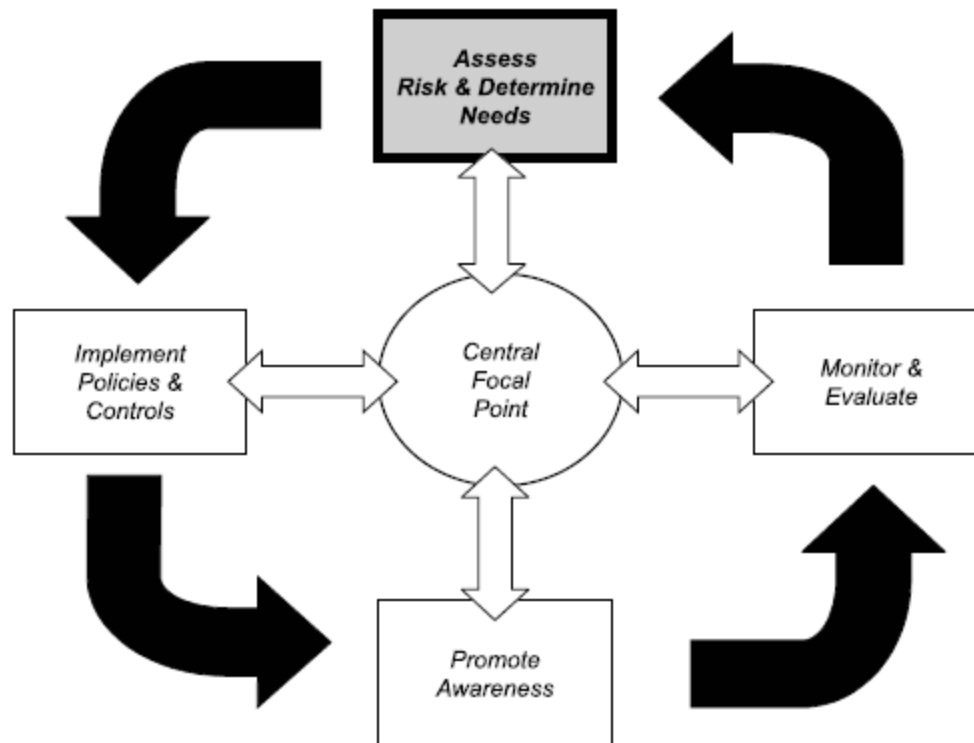 Assess
Risk & Determine
Needs
Implement
Policies &
Controls
Central
Focal
Point
Monitor &
Evaluate
Promote
Awareness